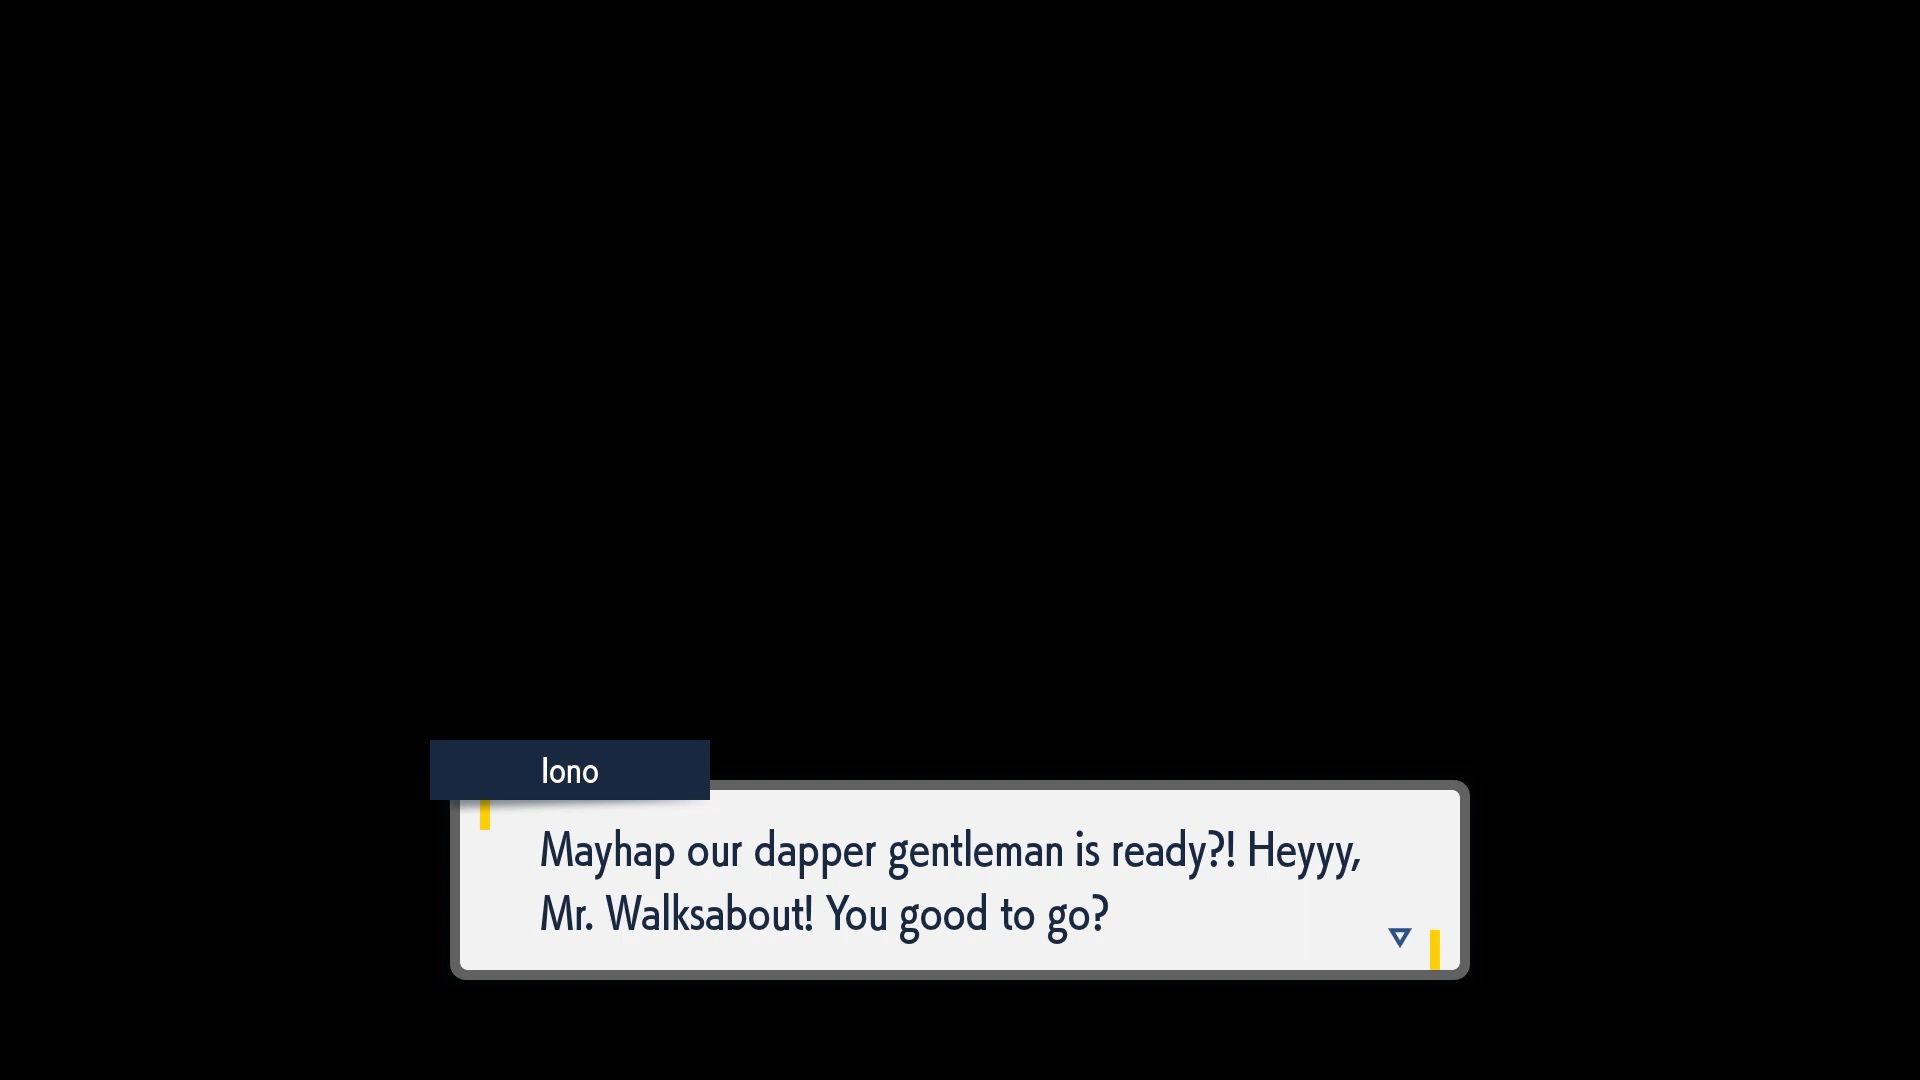 Iono
Mayhap our dapper gentleman is ready?! Heyyy,
Mr. Walksabout! You good to go?